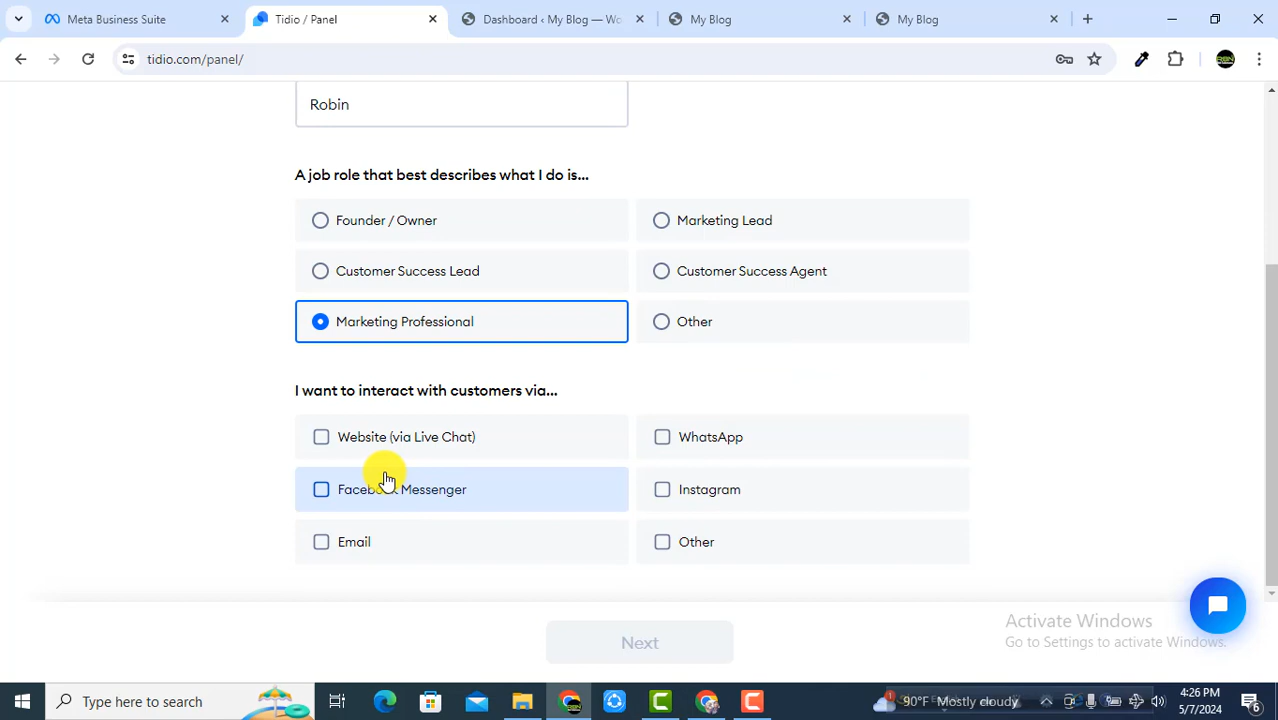 Meta Business Suite
Tidio / Panel
Dashboard ‹ My Blog — Wo
My Blog
My Blog
tidio.com/panel/
Robin
A job role that best describes what I do is...
Founder / Owner
Marketing Lead
Customer Success Lead
Customer Success Agent
Marketing Professional
Other
I want to interact with customers via...
Website (via Live Chat)
WhatsApp
Facebook Messenger
Instagram
Email
Other
Next
Activate Windows
Go to Settings to activate Windows.
Type here to search
90°F Mostly cloudy
4:26 PM
5/7/2024
6